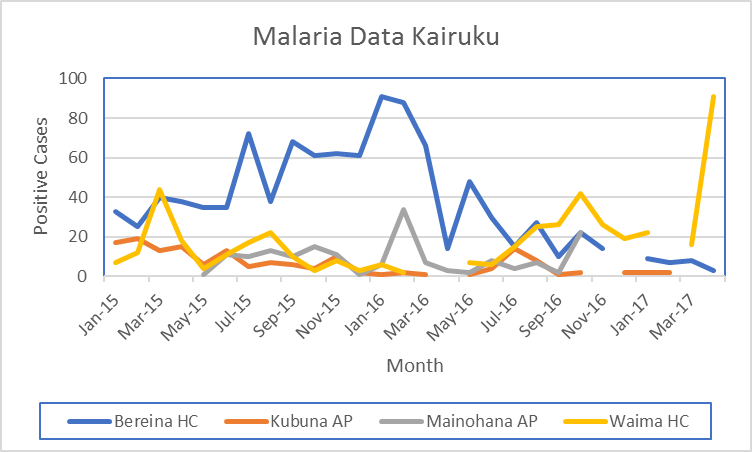 Malaria Data Kairuku
100
80
60
40
20
0
Positive Cases
Jan-15
Mar-15
May-15
Jul-15
Sep-15
Nov-15
Jan-16
Mar-16
May-16
Jul-16
Sep-16
Nov-16
Jan-17
Mar-17
Month
Bereina HC Kubuna AP Mainohana AP Waima HC